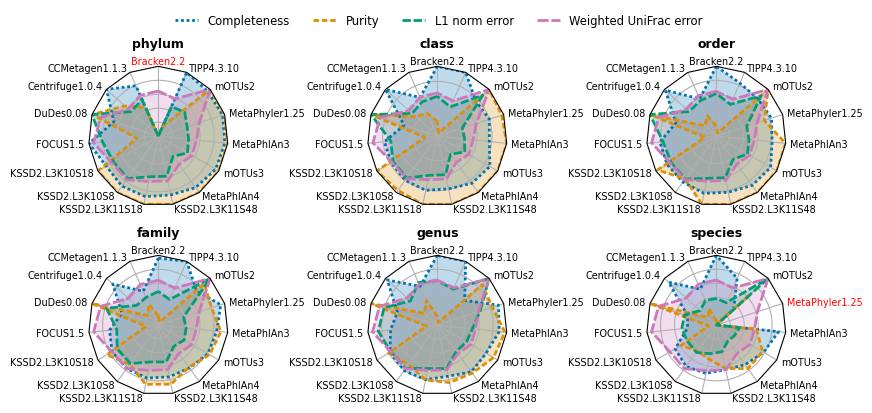 Completeness Purity L1 norm error Weighted UniFrac error
phylum
Bracken2.2
CCMetagen1.1.3
TIPP4.3.10
Centrifuge1.0.4
mOTUs2
DuDes0.08
MetaPhyler1.25
FOCUS1.5
MetaPhlAn3
KSSD2.L3K10S18
mOTUs3
KSSD2.L3K10S8
MetaPhlAn4
KSSD2.L3K11S18
KSSD2.L3K11S48
class
Bracken2.2
CCMetagen1.1.3
TIPP4.3.10
Centrifuge1.0.4
mOTUs2
DuDes0.08
MetaPhyler1.25
FOCUS1.5
MetaPhlAn3
KSSD2.L3K10S18
mOTUs3
KSSD2.L3K10S8
MetaPhlAn4
KSSD2.L3K11S18
KSSD2.L3K11S48
order
Bracken2.2
CCMetagen1.1.3
TIPP4.3.10
Centrifuge1.0.4
mOTUs2
DuDes0.08
MetaPhyler1.25
FOCUS1.5
MetaPhlAn3
KSSD2.L3K10S18
mOTUs3
KSSD2.L3K10S8
MetaPhlAn4
KSSD2.L3K11S18
KSSD2.L3K11S48
family
Bracken2.2
CCMetagen1.1.3
TIPP4.3.10
Centrifuge1.0.4
mOTUs2
DuDes0.08
MetaPhyler1.25
FOCUS1.5
MetaPhlAn3
KSSD2.L3K10S18
mOTUs3
KSSD2.L3K10S8
MetaPhlAn4
KSSD2.L3K11S18
KSSD2.L3K11S48
genus
Bracken2.2
CCMetagen1.1.3
TIPP4.3.10
Centrifuge1.0.4
mOTUs2
DuDes0.08
MetaPhyler1.25
FOCUS1.5
MetaPhlAn3
KSSD2.L3K10S18
mOTUs3
KSSD2.L3K10S8
MetaPhlAn4
KSSD2.L3K11S18
KSSD2.L3K11S48
species
Bracken2.2
CCMetagen1.1.3
TIPP4.3.10
Centrifuge1.0.4
mOTUs2
DuDes0.08
MetaPhyler1.25
FOCUS1.5
MetaPhlAn3
KSSD2.L3K10S18
mOTUs3
KSSD2.L3K10S8
MetaPhlAn4
KSSD2.L3K11S18
KSSD2.L3K11S48